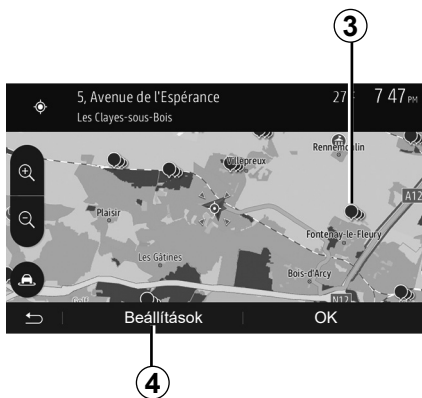 3
5, Avenue de l'Espérance
27°
7 47 PM
Les Clayes-sous-Bois
Rennemoulin
Villepreux
A12
Plaisir
Fontenay-le-Fleury
Les Gâtines
Bois-d'Arcy
N12
Beállítások
OK
4